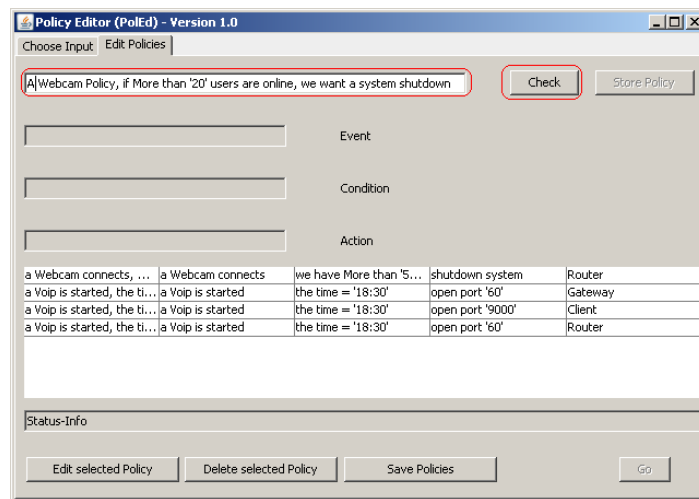 Policy Editor (PolEd) - Version 1.0
Choose Input Edit Policies
A Webcam Policy, if More than '20' users are online, we want a system shutdown Check Store Policy
Event
Condition
Action
a Webcam connects, ... a Webcam connects we have More than '5... shutdown system Router
a Voip is started, the ti... a Voip is started the time = '18:30' open port '60' Gateway
a Voip is started, the ti... a Voip is started the time = '18:30' open port '9000' Client
a Voip is started, the ti... a Voip is started the time = '18:30' open port '60' Router
Status-Info
Edit selected Policy Delete selected Policy Save Policies Go